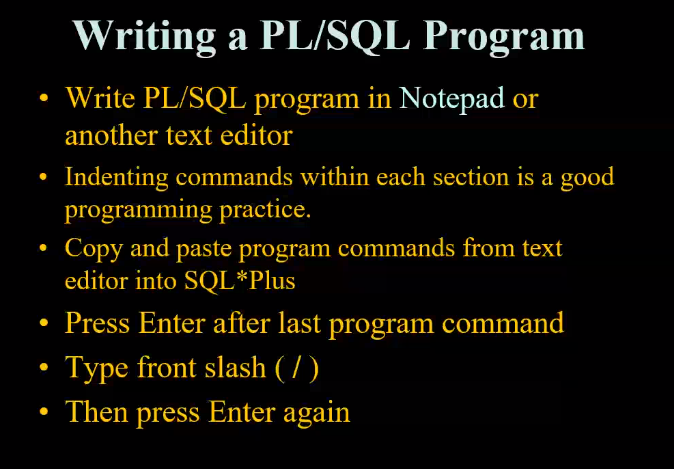 Writing a PL/SQL Program
• Write PL/SQL program in Notepad or
another text editor
• Indenting commands within each section is a good
programming practice.
• Copy and paste program commands from text
editor into SQL*Plus
• Press Enter after last program command
• Type front slash ( / )
• Then press Enter again